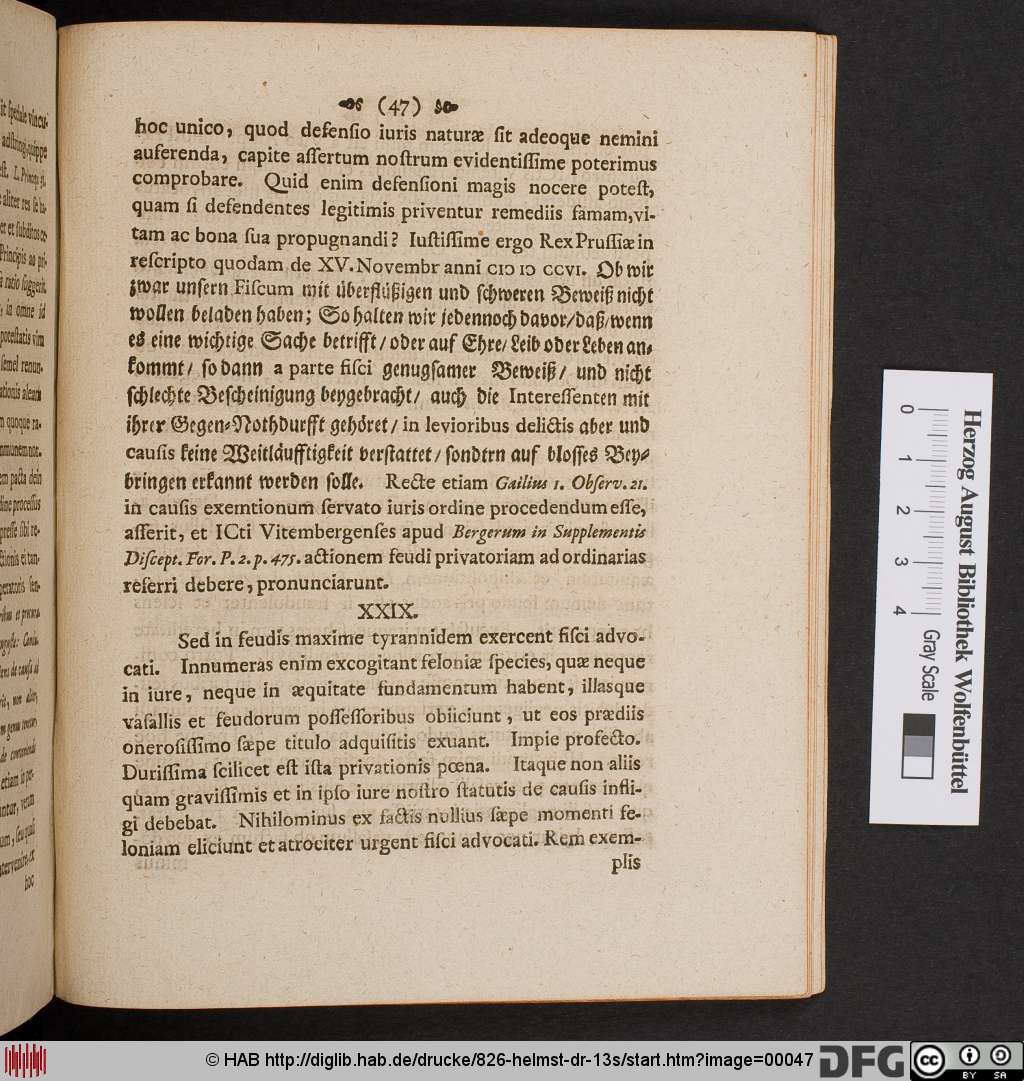 (47)
hoc unico, quod defenſio iuris naturæ ſit adeoque nemini
auferenda, capite aſſertum noſtrum evidentiſſime poterimus
comprobare. Quid enim defenſioni magis nocere poteſt,
quam ſi defendentes legitimis priventur remediis famam,vi-
tam ac bona ſua propugnandi? Iuſtiſſime ergo Rex Pruſſiæ in
reſcripto quodam de XV. Novembr anni CIↃ IↃ CCVI. Ob wir
zwar unſern Fiſcum mit überflüßigen und ſchweren Beweiß nicht
wollen beladen haben; So halten wir jedennoch davor/daß/wenn
es eine wichtige Sache betrifft/ oder auf Ehre/ Leib oder Leben an-
kommt/ ſo dann a parte fiſci genugſamer Beweiß/ und nicht
ſchlechte Beſcheinigung beygebracht/ auch die Intereſſenten mit
ihrer Gegen-Nothdurfft gehöret/ in levioribus delictis aber und
cauſis keine Weitläufftigkeit verſtattet/ ſondtrn auf bloſſes Bey-
bringen erkannt werden ſolle. Recte etiam Gailius 1. Obſerv. 21.
in cauſis exemtionum ſervato iuris ordine procedendum eſſe,
aſſerit, et ICti Vitembergenſes apud Bergerum in Supplementis
Diſcept. For. P. 2. p. 475. actionem feudi privatoriam ad ordinarias
referri debere, pronunciarunt.
XXIX.
Sed in feudis maxime tyrannidem exercent fiſci advo-
cati. Innumeras enim excogitant feloniæ ſpecies, quæ neque
in iure, neque in æquitate fundamentum habent, illasque
vaſallis et feudorum poſſeſſoribus obiiciunt, ut eos prædiis
oneroſiſſimo ſæpe titulo adquiſitis exuant. Impie profecto.
Duriſſima ſcilicet eſt iſta privationis pœna. Itaque non aliis
quam graviſſimis et in ipſo iure noſtro ſtatutis de cauſis infli-
gi debebat. Nihilominus ex factis nullius ſæpe momenti fe-
loniam eliciunt et atrociter urgent fiſci advocati. Rem exem-
plis
Herzog August Bibliothek Wolfenbüttel
0 1 2 3 4
Gray Scale
© HAB http://diglib.hab.de/drucke/826-helmst-dr-13s/start.htm?image=00047
DFG
cc BY SA